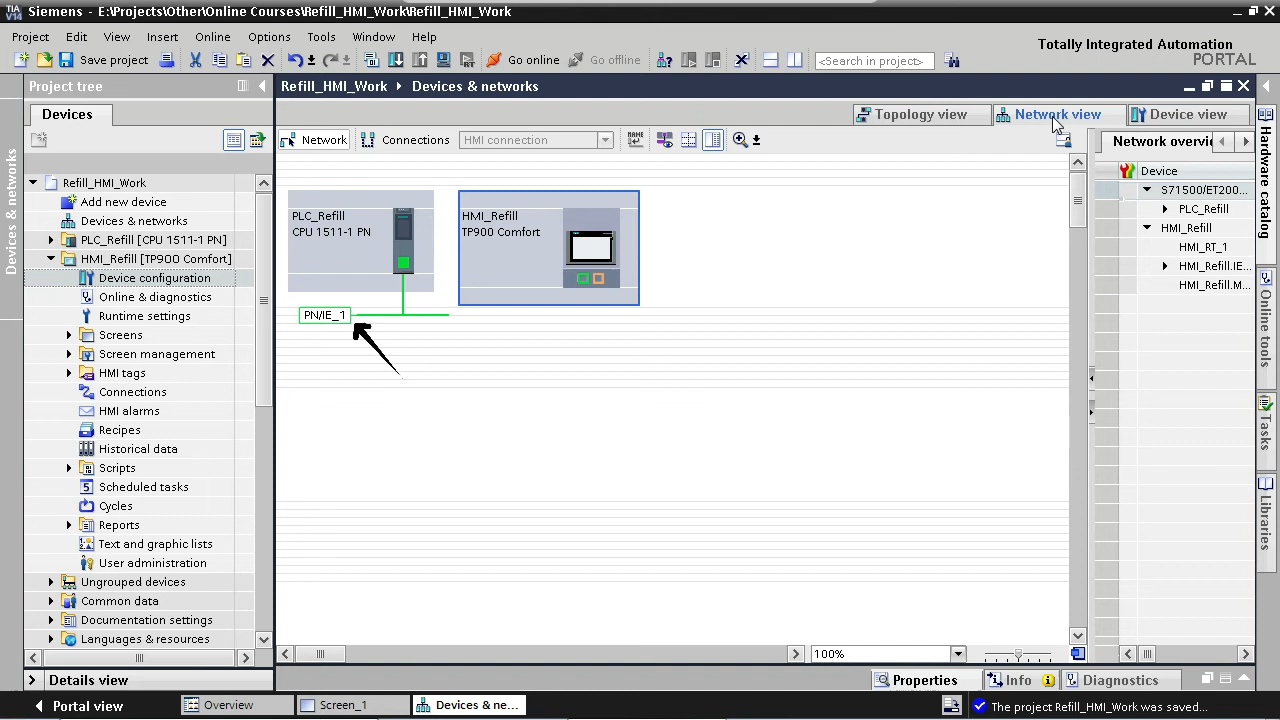 TIA
V14
Siemens - E:\Projects\Other\Online Courses\Refill_HMI_Work\Refill_HMI_Work
Project Edit View Insert Online Options Tools Window Help
Totally Integrated Automation
PORTAL
Save project
Go online
Go offline
<Search in project>
Project tree
Refill_HMI_Work
Devices & networks
Devices
Topology view
Network view
Device view
Network
Connections
HMI connection
Network overvie
Devices & networks
Refill_HMI_Work
Add new device
Devices & networks
PLC_Refill [CPU 1511-1 PN]
HMI_Refill [TP900 Comfort]
Device configuration
Online & diagnostics
Runtime settings
Screens
Screen management
HMI tags
Connections
HMI alarms
Recipes
Historical data
Scripts
Scheduled tasks
Cycles
Reports
Text and graphic lists
User administration
Ungrouped devices
Common data
Documentation settings
Languages & resources
Details view
PLC_Refill
CPU 1511-1 PN
HMI_Refill
TP900 Comfort
PN/IE_1
100%
Device
S71500/ET200...
PLC_Refill
HMI_Refill
HMI_RT_1
HMI_Refill.IE...
HMI_Refill.M...
Hardware catalog
Online tools
Tasks
Libraries
Properties
Info
Diagnostics
Portal view
Overview
Screen_1
Devices & ne...
The project Refill_HMI_Work was saved...